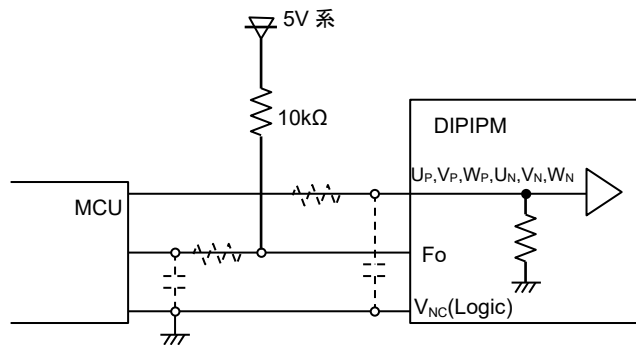 5V 系
10kΩ
DIPIPM
UP,VP,WP,UN,VN,WN
MCU
Fo
VNC(Logic)